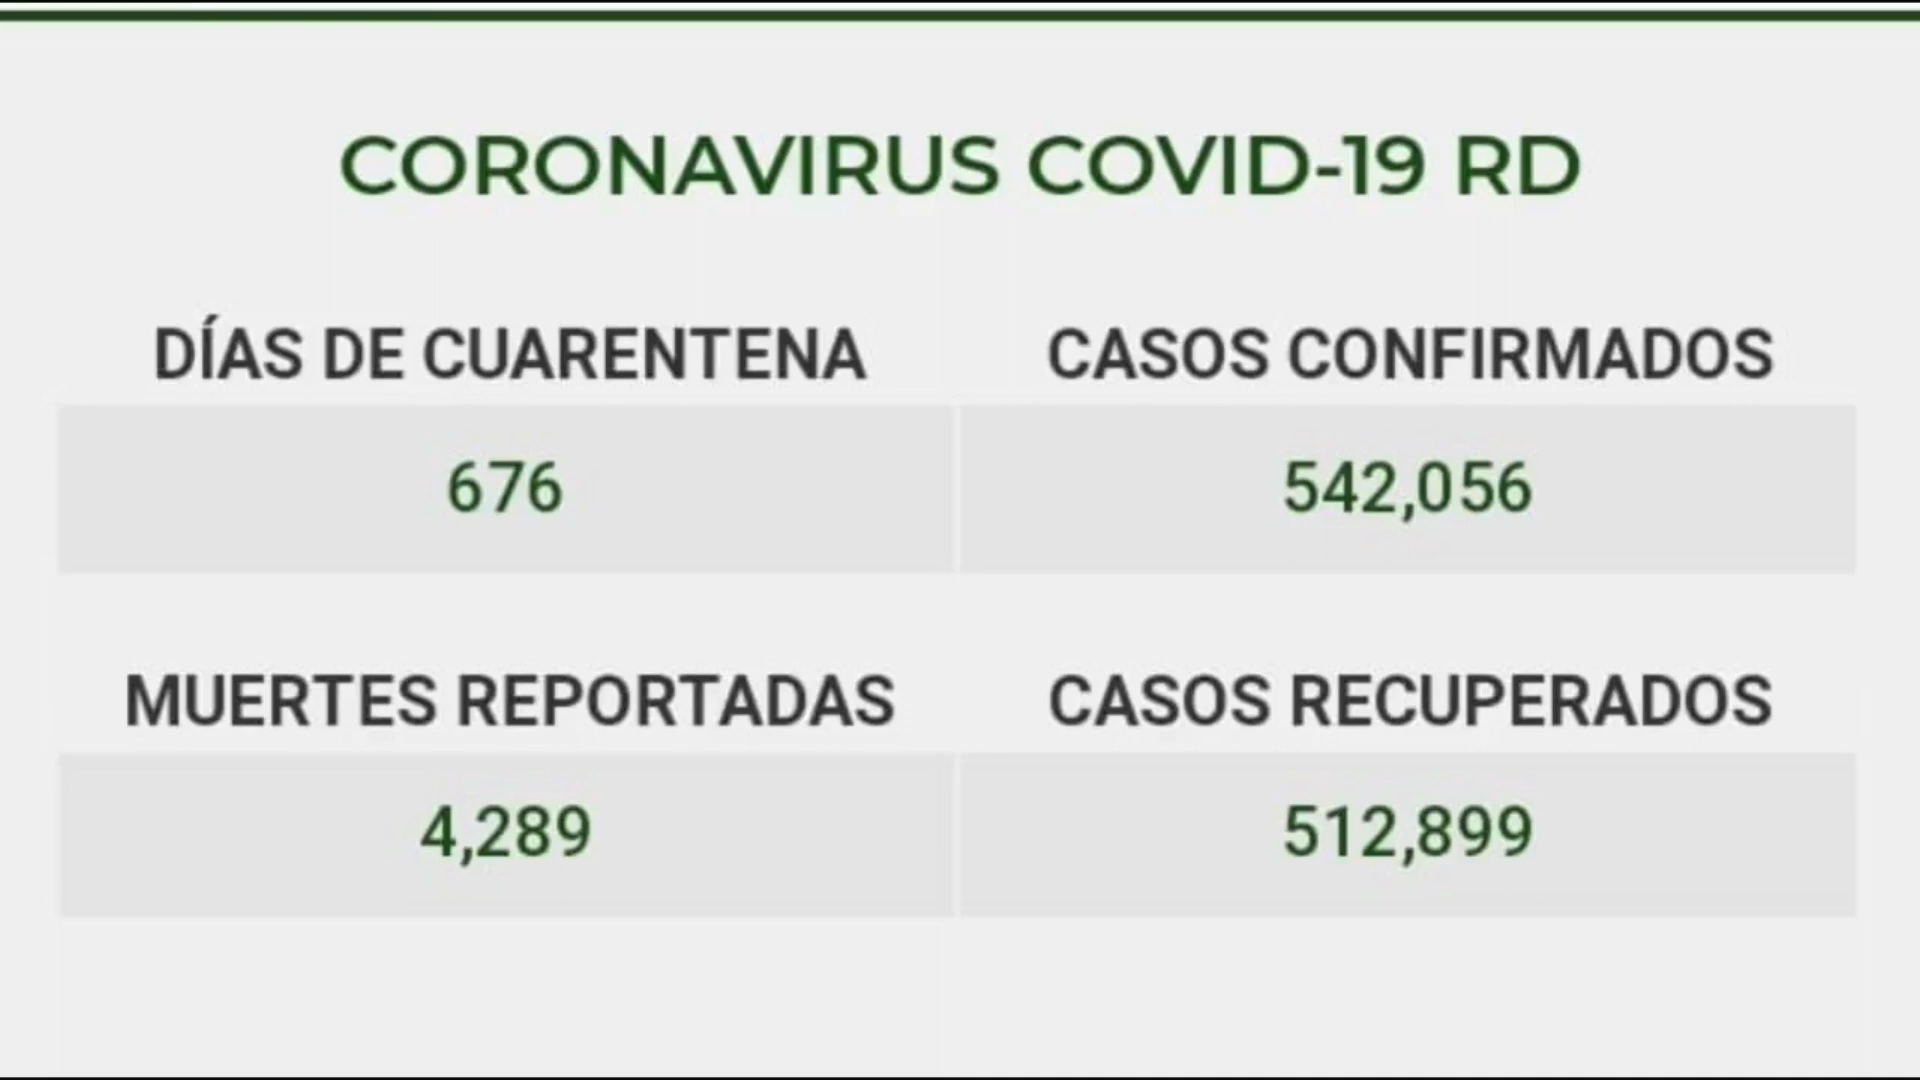 CORONAVIRUS COVID-19 RD
DÍAS DE CUARENTENA
CASOS CONFIRMADOS
676
542,056
MUERTES REPORTADAS
CASOS RECUPERADOS
4,289
512,899